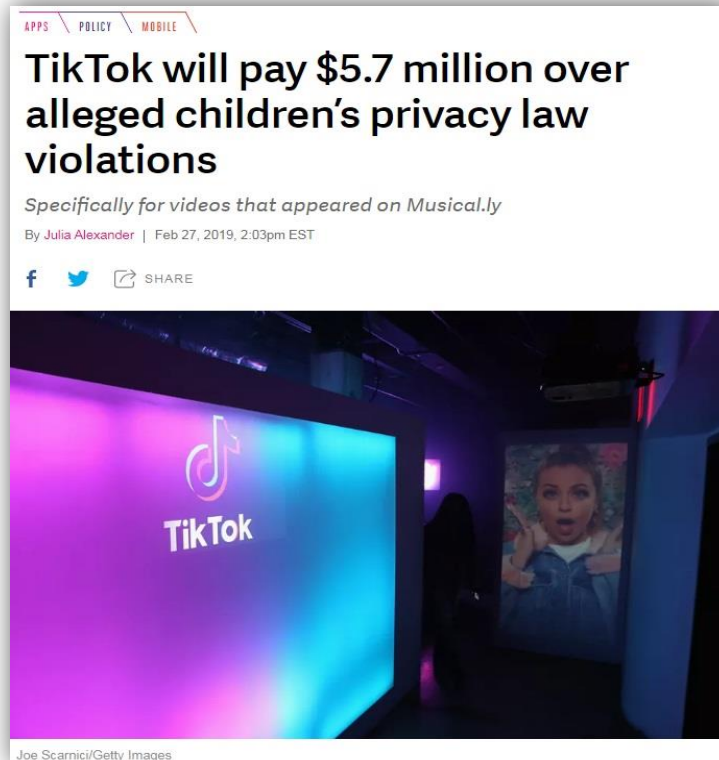 APPS \ POLICY \ MOBILE \
TikTok will pay $5.7 million over
alleged children's privacy law
violations
Specifically for videos that appeared on Musical.ly
By Julia Alexander | Feb 27, 2019, 2:03pm EST
f SHARE
TikTok
Joe Scarnici/Getty Images